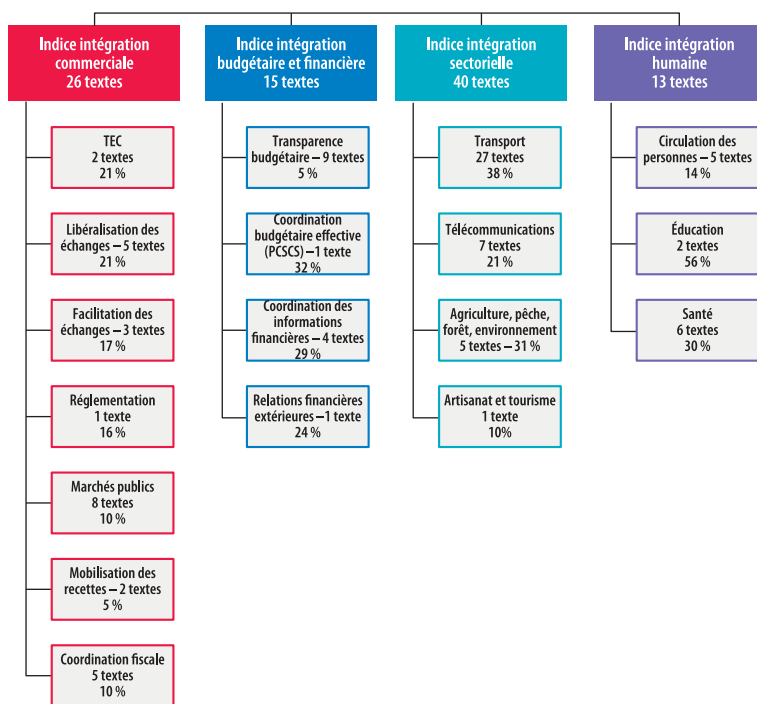 Indice intégration
commerciale
26 textes
TEC
2 textes
21 %
Libéralisation des
échanges – 5 textes
21 %
Facilitation des
échanges – 3 textes
17 %
Réglementation
1 texte
16 %
Marchés publics
8 textes
10 %
Mobilisation des
recettes – 2 textes
5 %
Coordination fiscale
5 textes
10 %
Indice intégration
budgétaire et financière
15 textes
Transparence
budgétaire – 9 textes
5 %
Coordination
budgétaire effective
(PCSCS) –1 texte
32 %
Coordination des
informations
financières – 4 textes
29 %
Relations financières
extérieures –1 texte
24 %
Indice intégration
sectorielle
40 textes
Transport
27 textes
38 %
Télécommunications
7 textes
21 %
Agriculture, pêche,
forêt, environnement
5 textes – 31 %
Artisanat et tourisme
1 texte
10%
Indice intégration
humaine
13 textes
Circulation des
personnes – 5 textes
14 %
Éducation
2 textes
56 %
Santé
6 textes
30 %